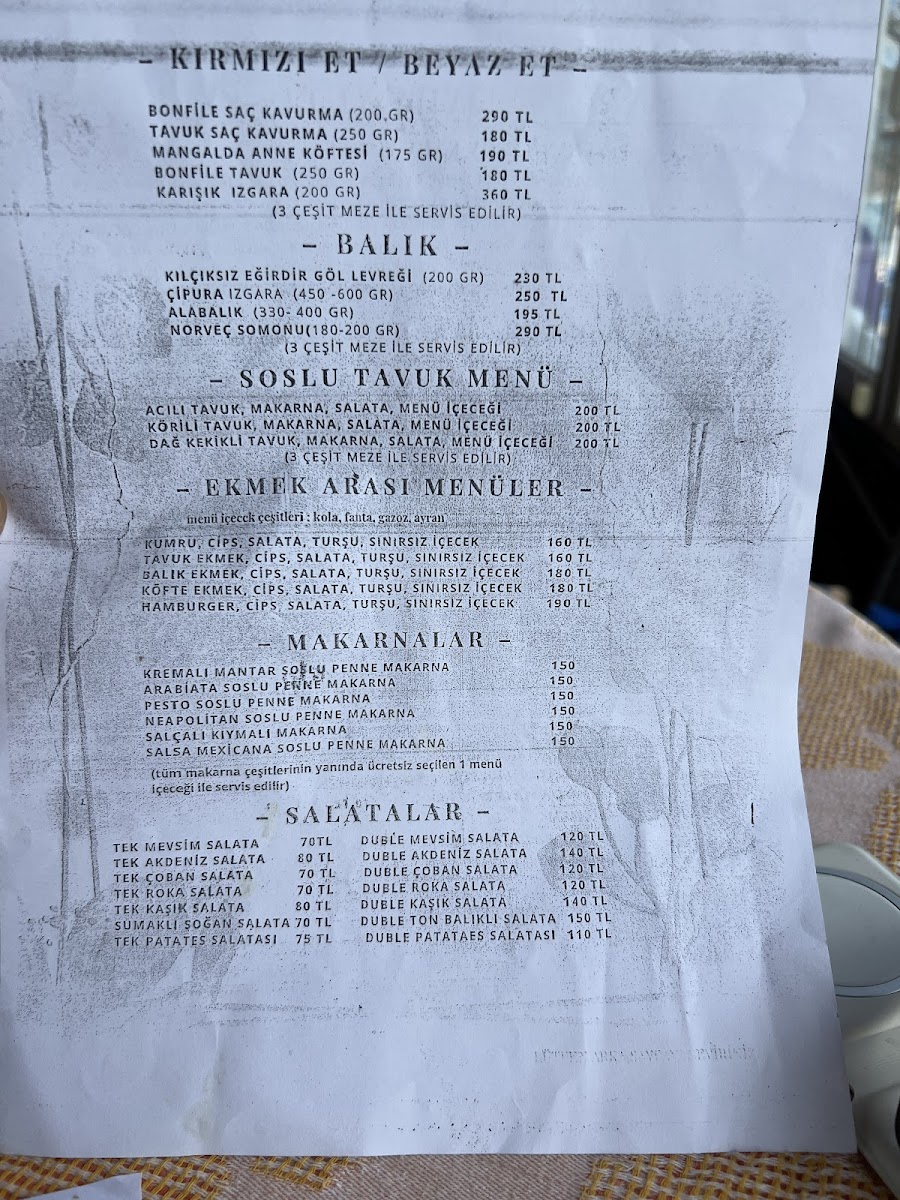 - KIRMIZI ET / BEYAZ ET -
BONFİLE SAÇ KAVURMA (200.GR) 290 TL
TAVUK SAÇ KAVURMA (250 GR) 180 TL
MANGALDA ANNE KÖFTESİ (175 GR) 190 TL
BONFİLE TAVUK (250 GR) 180 TL
KARIŞIK IZGARA (200 GR) 360 TL
(3 ÇEŞİT MEZE İLE SERVİS EDİLİR)
- BALIK -
KILÇIKSIZ EĞİRDİR GÖL LEVREĞİ (200 GR) 230 TL
ÇİPURA IZGARA (450 -600 GR) 250 TL
ALABALIK (330- 400 GR) 195 TL
NORVEÇ SOMONU(180-200 GR) 290 TL
(3 ÇEŞİT MEZE İLE SERVİS EDİLİR)
- SOSLU TAVUK MENÜ -
ACILI TAVUK, MAKARNA, SALATA, MENÜ İÇECEĞİ 200 TL
KÖRİLİ TAVUK, MAKARNA, SALATA, MENÜ İÇECEĞİ 200 TL
DAĞ KEKİKLİ TAVUK, MAKARNA, SALATA, MENÜ İÇECEĞİ 200 TL
(3 ÇEŞİT MEZE İLE SERVİS EDİLİR)
- EKMEK ARASI MENÜLER -
menü içecek çeşitleri : kola, fanta, gazoz, ayran
KUMRU, CİPS, SALATA, TURŞU, SINIRSIZ İÇECEK 160 TL
TAVUK EKMEK, CİPS, SALATA, TURŞU, SINIRSIZ İÇECEK 160 TL
BALIK EKMEK, CİPS, SALATA, TURŞU, SINIRSIZ İÇECEK 180 TL
KÖFTE EKMEK, CİPS, SALATA, TURŞU, SINIRSIZ İÇECEK 180 TL
HAMBURGER, CİPS, SALATA, TURŞU, SINIRSIZ İÇECEK 190 TL
- MAKARNALAR -
KREMALI MANTAR SOSLU PENNE MAKARNA 150
ARABİATA SOSLU PENNE MAKARNA 150
PESTO SOSLU PENNE MAKARNA 150
NEAPOLİTAN SOSLU PENNE MAKARNA 150
SALÇALI KIYMALI MAKARNA 150
SALSA MEXICANA SOSLU PENNE MAKARNA 150
(tüm makarna çeşitlerinin yanında ücretsiz seçilen 1 menü
içeceği ile servis edilir)
- SALATALAR -
TEK MEVSİM SALATA 70TL DUBLE MEVSİM SALATA 120 TL
TEK AKDENİZ SALATA 80 TL DUBLE AKDENİZ SALATA 140 TL
TEK ÇOBAN SALATA 70 TL DUBLE ÇOBAN SALATA 120 TL
TEK ROKA SALATA 70 TL DUBLE ROKA SALATA 120 TL
TEK KAŞIK SALATA 80 TL DUBLE KAŞIK SALATA 140 TL
SUMAKLI SOĞAN SALATA 70 TL DUBLE TON BALIKLI SALATA 150 TL
TEK PATATES SALATASI 75 TL DUBLE PATATAES SALATASI 110 TL